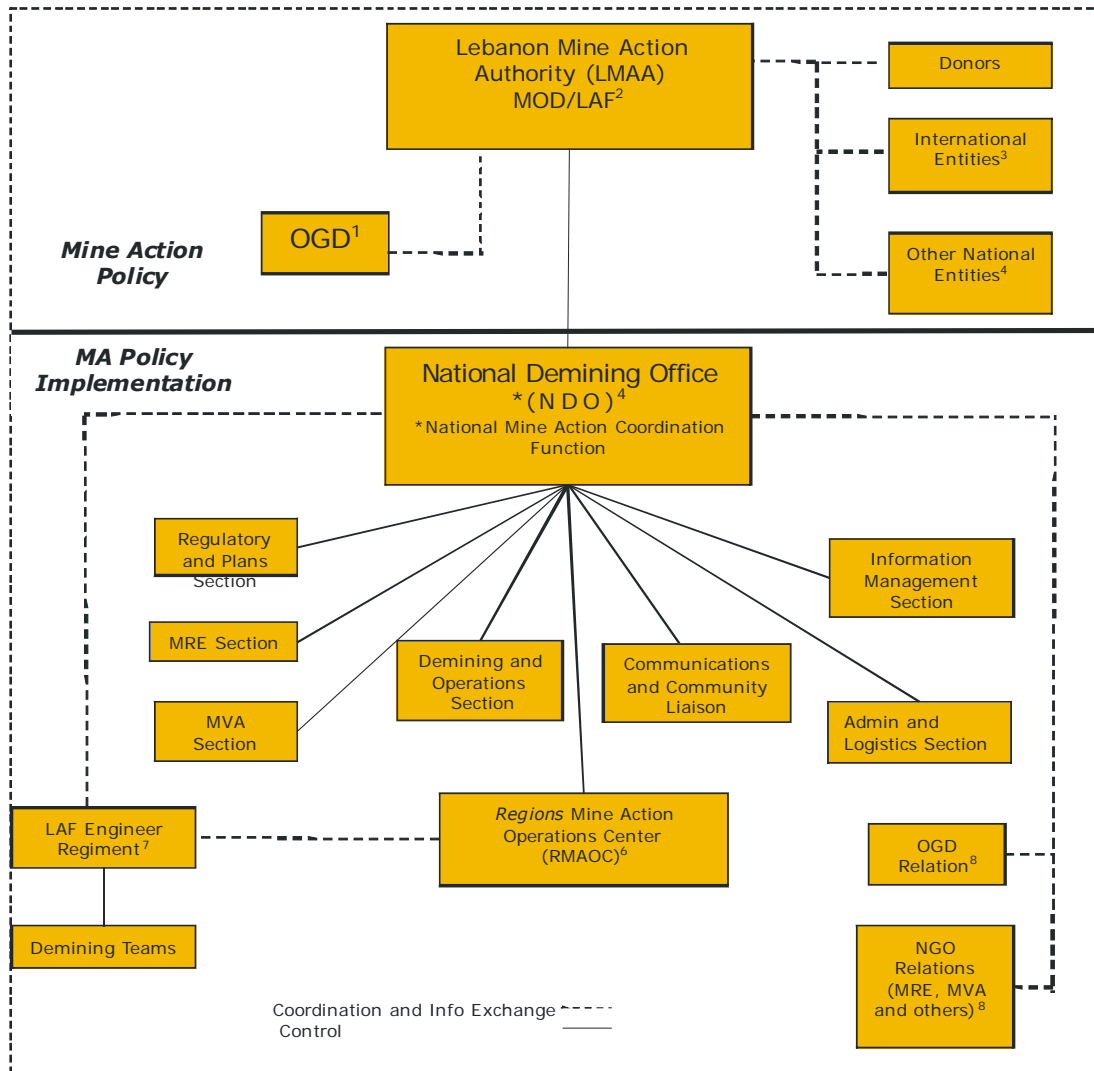 Lebanon Mine Action
Authority (LMAA)
MOD/LAF²
Donors
International
Entities³
OGD¹
Other National
Entities⁴
Mine Action
Policy
MA Policy
Implementation
National Demining Office
*(NDO)⁴
*National Mine Action Coordination
Function
Regulatory
and Plans
Section
Information
Management
Section
MRE Section
Demining and
Operations
Section
Communications
and Community
Liaison
MVA
Section
Admin and
Logistics Section
LAF Engineer
Regiment⁷
Regions Mine Action
Operations Center
(RMAOC)⁶
OGD
Relation⁸
Demining Teams
NGO
Relations
(MRE, MVA
and others)⁸
Coordination and Info Exchange
Control